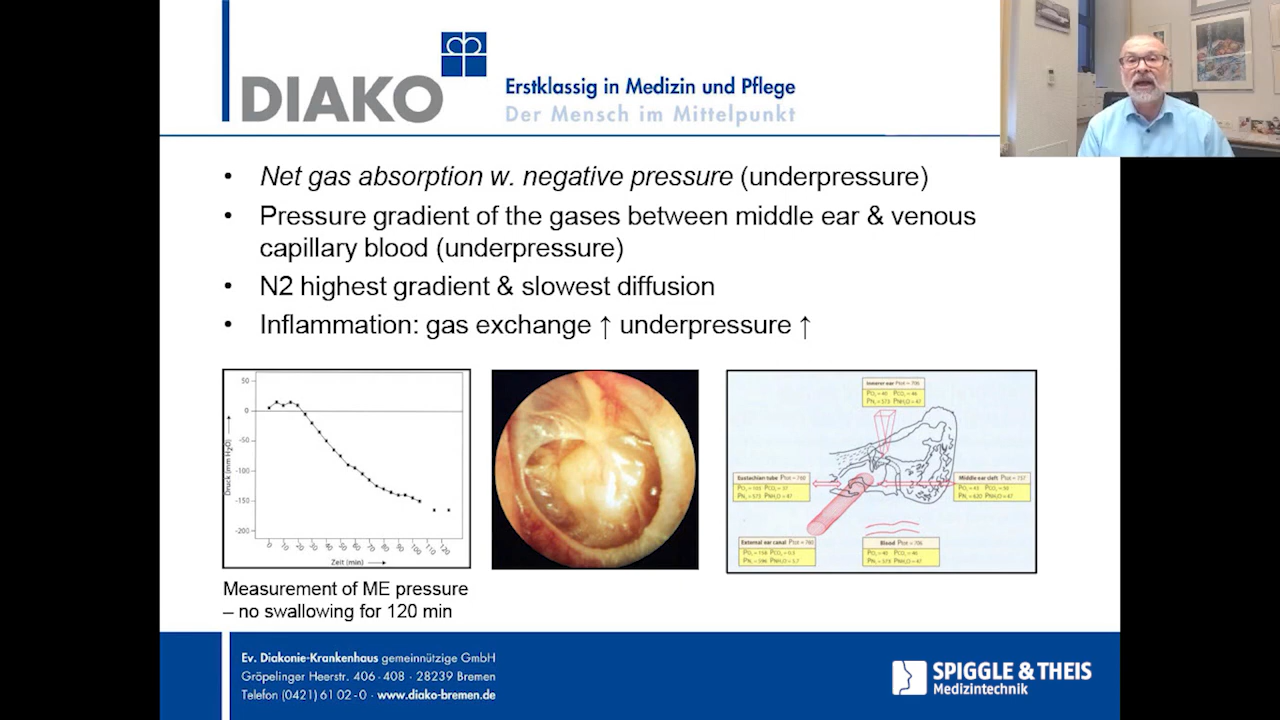 DIAKO
Erstklassig in Medizin und Pflege
Der Mensch im Mittelpunkt
• Net gas absorption w. negative pressure (underpressure)
• Pressure gradient of the gases between middle ear & venous
capillary blood (underpressure)
• N2 highest gradient & slowest diffusion
• Inflammation: gas exchange ↑ underpressure ↑
50
0
-50
-100
-150
-200
Druck (mm H₂O)
0 10 20 30 40 50 60 70 80 90 100 110 120
Zeit (min)
Measurement of ME pressure
– no swallowing for 120 min
Eustachian tube:
Middle ear cleft:
External ear canal:
Blood:
Ev. Diakonie-Krankenhaus gemeinnützige GmbH
Gröpelinger Heerstr. 406 - 408 · 28239 Bremen
Telefon (0421) 61 02 - 0 · www.diako-bremen.de
SPIGGLE & THEIS
Medizintechnik